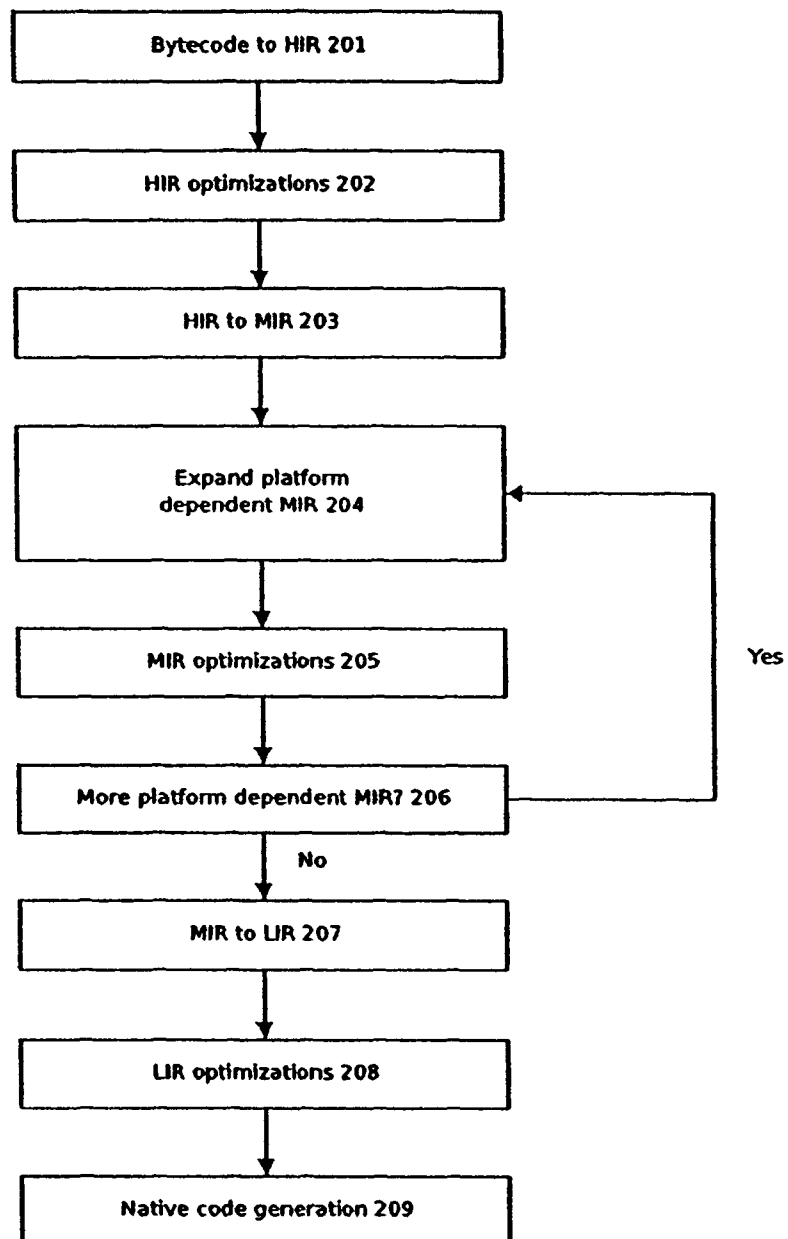 Bytecode to HIR 201
HIR optimizations 202
HIR to MIR 203
Expand platform
dependent MIR 204
MIR optimizations 205
Yes
More platform dependent MIR? 206
No
MIR to LIR 207
LIR optimizations 208
Native code generation 209